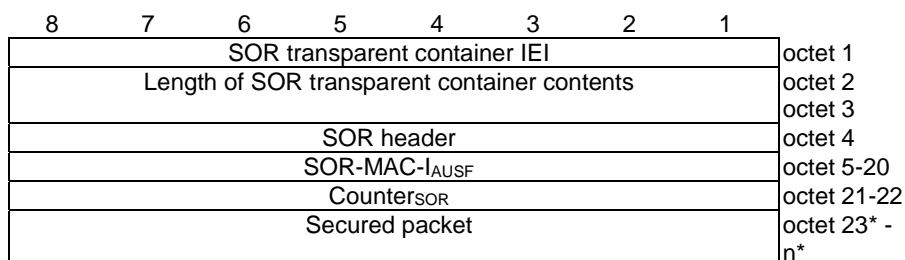 8 7 6 5 4 3 2 1
SOR transparent container IEI octet 1
Length of SOR transparent container contents octet 2
octet 3
SOR header octet 4
SOR-MAC-IAUSF octet 5-20
CounterSOR octet 21-22
Secured packet octet 23* -
n*